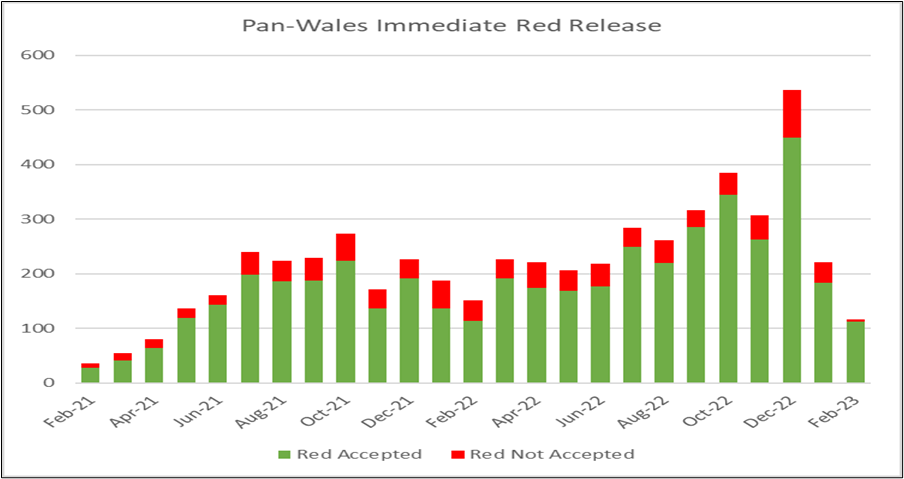 Pan-Wales Immediate Red Release
600
500
400
300
200
100
0
Feb-21 Apr-21 Jun-21 Aug-21 Oct-21 Dec-21 Feb-22 Apr-22 Jun-22 Aug-22 Oct-22 Dec-22 Feb-23
Red Accepted Red Not Accepted